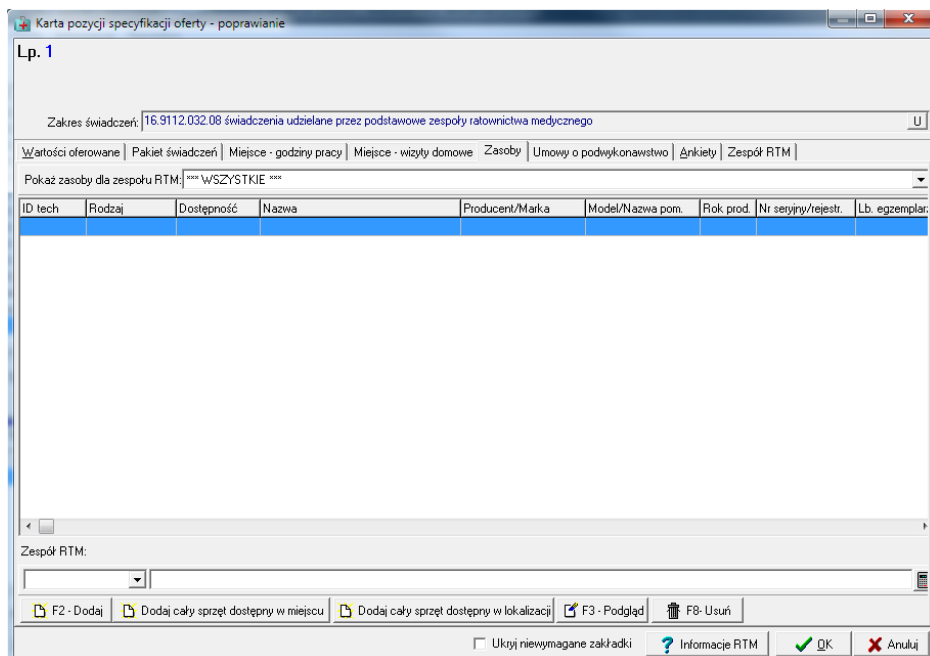 Karta pozycji specyfikacji oferty - poprawianie
Lp. 1
Zakres świadczeń: 16.9112.032.08 świadczenia udzielane przez podstawowe zespoły ratownictwa medycznego U
Wartości oferowane Pakiet świadczeń Miejsce - godziny pracy Miejsce - wizyty domowe Zasoby Umowy o podwykonawstwo Ankiety Zespół RTM
Pokaż zasoby dla zespołu RTM: *** WSZYSTKIE ***
ID tech Rodzaj Dostępność Nazwa Producent/Marka Model/Nazwa pom. Rok prod. Nr seryjny/rejestr. Lb. egzemplarz
Zespół RTM:
F2 - Dodaj Dodaj cały sprzęt dostępny w miejscu Dodaj cały sprzęt dostępny w lokalizacji F3 - Podgląd F8- Usuń
Ukryj niewymagane zakładki ? Informacje RTM OK Anuluj